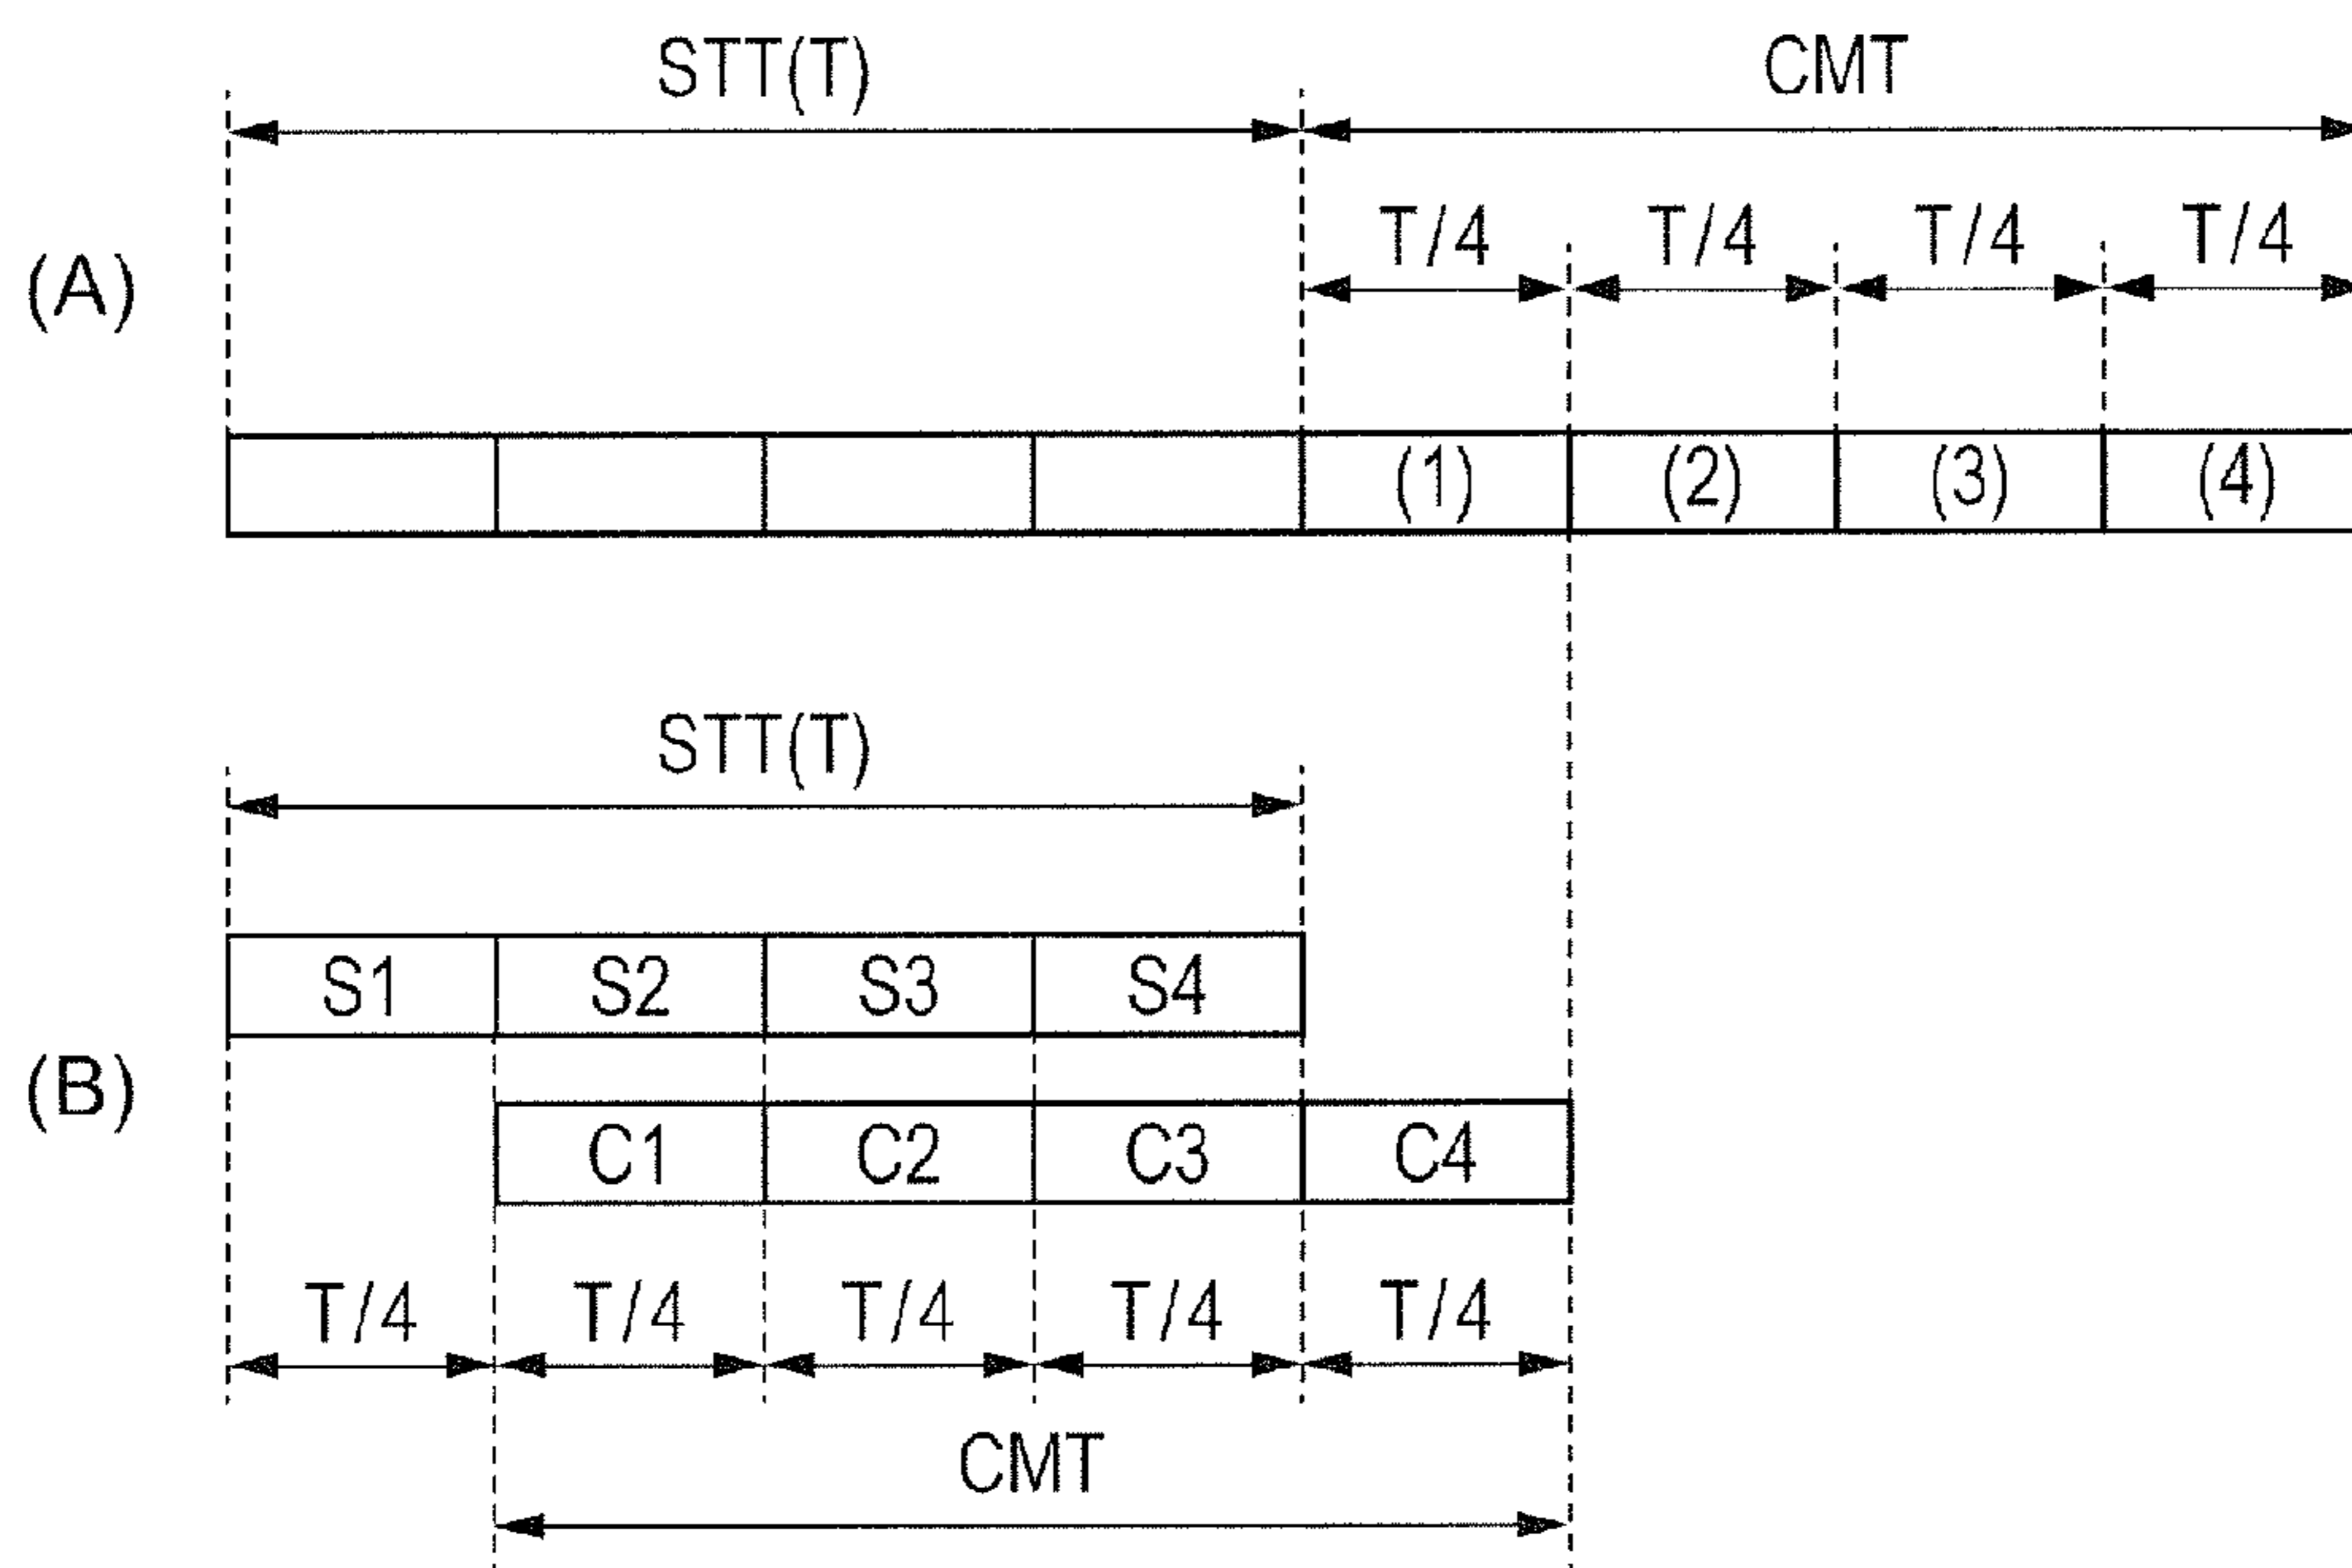 STT(T) CMT
T/4 T/4 T/4 T/4
(A)
(1) (2) (3) (4)
STT(T)
S1 S2 S3 S4
(B)
C1 C2 C3 C4
T/4 T/4 T/4 T/4 T/4
CMT